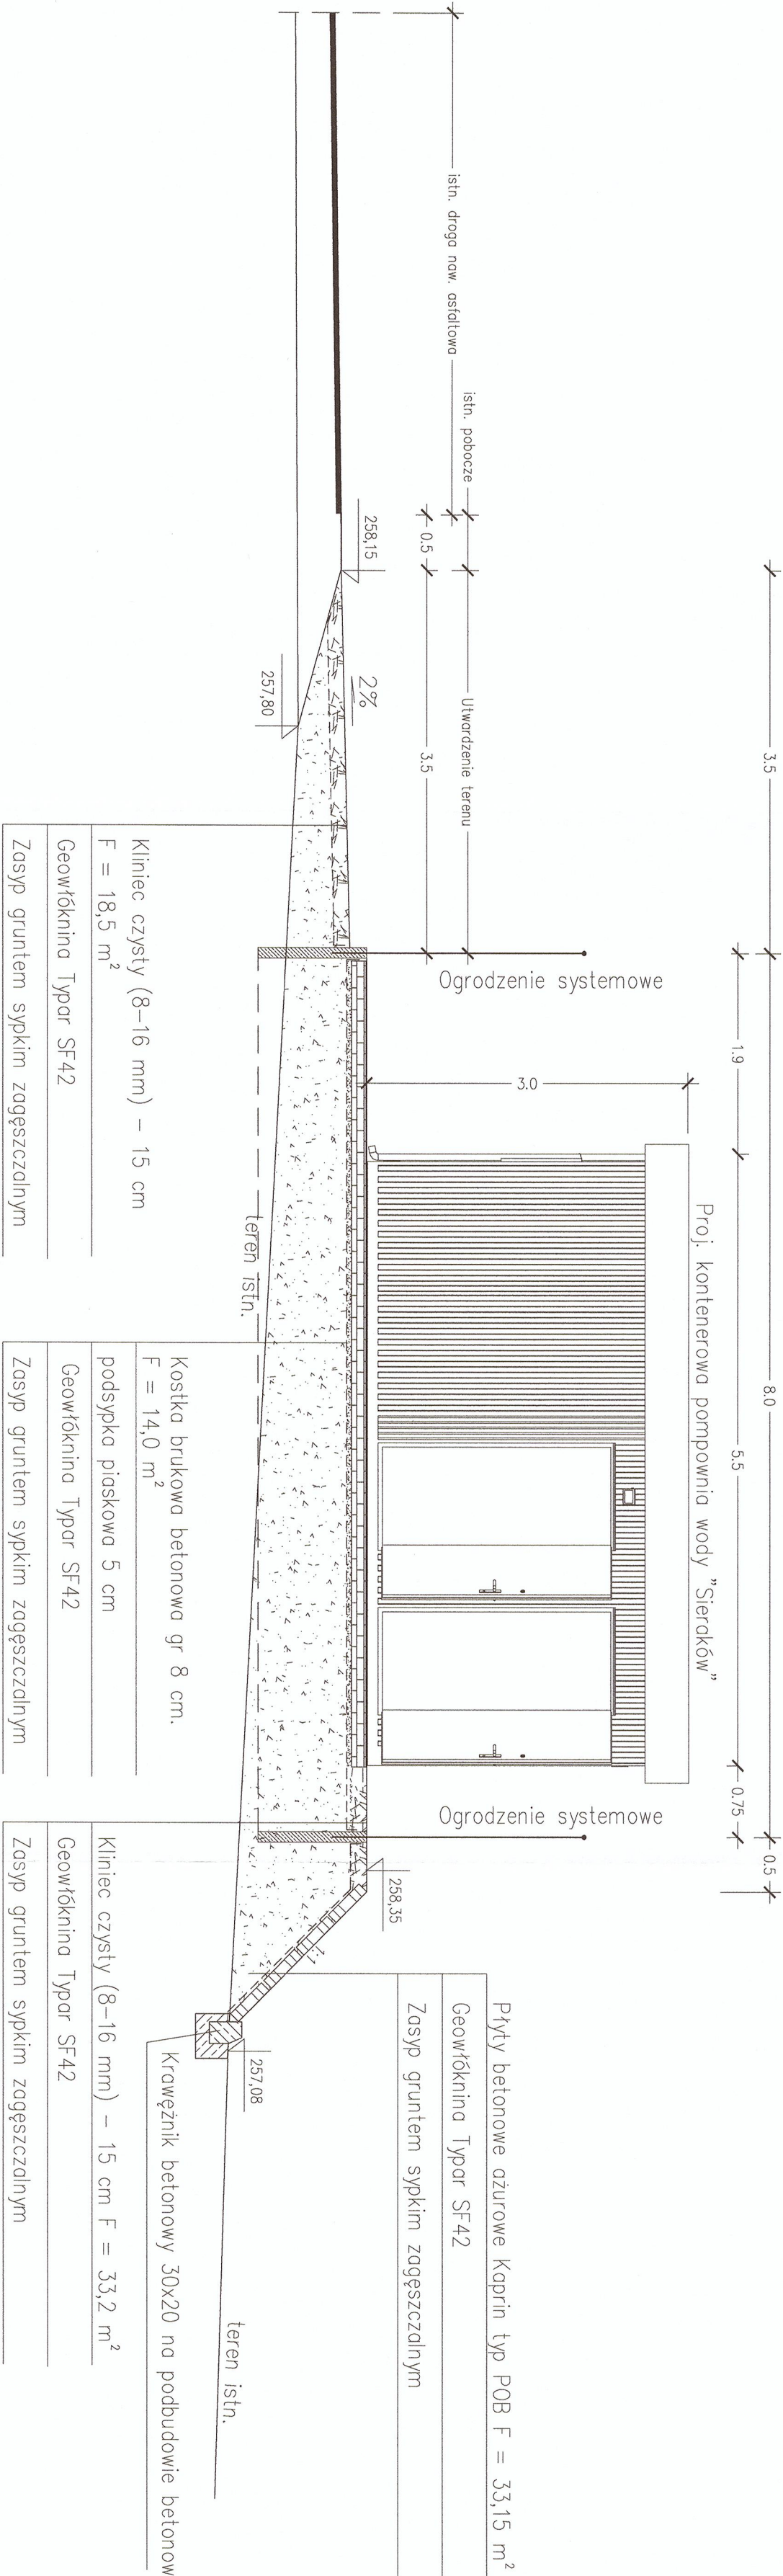 3.5
8.0
0.5
1.9
5.5
0.75
Proj. kontenerowa pompownia wody "Sieraków"
3.0
istn. droga naw. asfaltowa
istn. pobocze
Utwardzenie terenu
0.5
3.5
Ogrodzenie systemowe
Ogrodzenie systemowe
258,15
2%
257,80
258,35
257,08
teren istn.
teren istn.
Płyty betonowe ażurowe Kaprin typ POB F = 33,15 m²
Geowłóknina Typar SF42
Zasyp gruntem sypkim zagęszczalnym
Kliniec czysty (8-16 mm) - 15 cm
F = 18,5 m²
Geowłóknina Typar SF42
Zasyp gruntem sypkim zagęszczalnym
Kostka brukowa betonowa gr 8 cm.
F = 14,0 m²
podsypka piaskowa 5 cm
Geowłóknina Typar SF42
Zasyp gruntem sypkim zagęszczalnym
Krawężnik betonowy 30x20 na podbudowie betonow
Kliniec czysty (8-16 mm) - 15 cm F = 33,2 m²
Geowłóknina Typar SF42
Zasyp gruntem sypkim zagęszczalnym